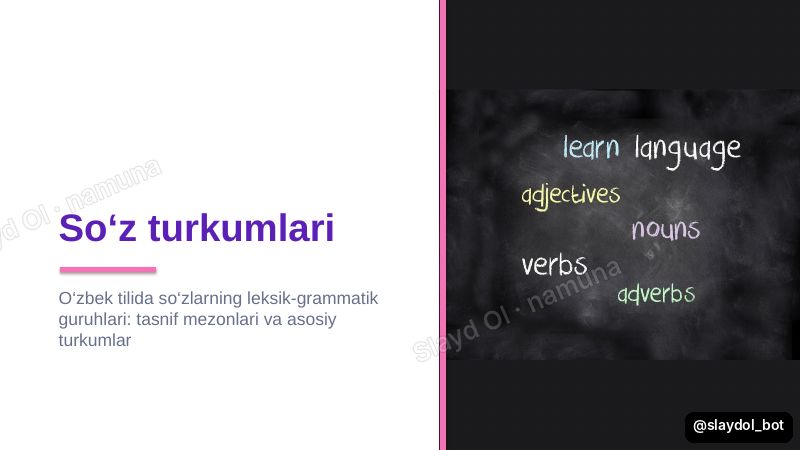 So‘z turkumlari
O‘zbek tilida so‘zlarning leksik-grammatik
guruhlari: tasnif mezonlari va asosiy
turkumlar
learn language
adjectives
nouns
verbs
adverbs
yd Ol · namuna
Slayd Ol · namuna
@slaydol_bot